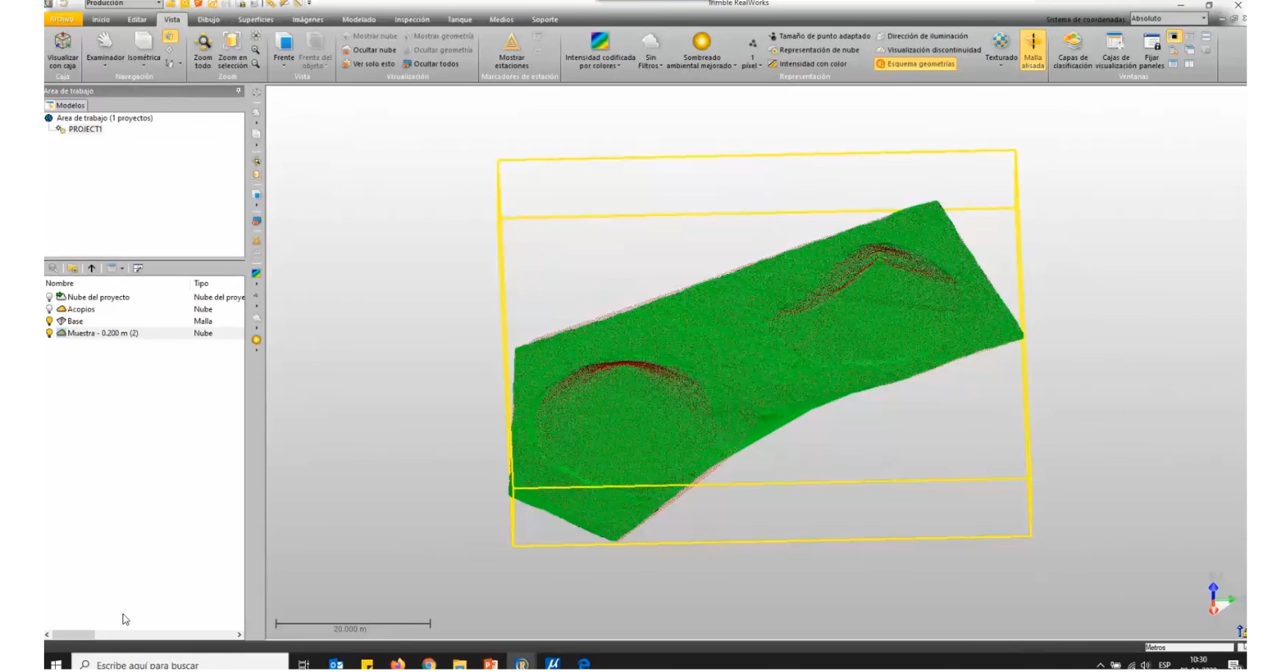 Producción
Trimble RealWorks
Archivo Inicio Editar Vista Dibujo Superficies Imágenes Modelado Inspección Tanque Medios Soporte
Sistema de coordenadas: Absoluto
Visualizar con caja
Caja
Examinador Isométrica
Navegación
Zoom todo
Zoom en selección
Zoom
Frente
Frente del objeto
Vista
Mostrar nube
Mostrar geometría
Ocultar nube
Ocultar geometría
Ver solo esto
Ocultar todos
Visualización
Mostrar estaciones
Marcadores de estación
Intensidad codificada por colores
Sin Filtros
Sombreado ambiental mejorado
1 píxel
Tamaño de punto adaptado
Representación de nube
Intensidad con color
Dirección de iluminación
Visualización discontinuidad
Esquema geometrías
Texturado
Malla alisada
Representación
Capas de clasificación
Cajas de visualización
Fijar paneles
Ventanas
Área de trabajo
Modelos
Área de trabajo (1 proyectos)
PROJECT1
Nombre Tipo
Nube del proyecto Nube del proye
Acopios Nube
Base Malla
Muestra - 0.200 m (2) Nube
20.000 m
Metros
Escribe aquí para buscar
ESP
10:30